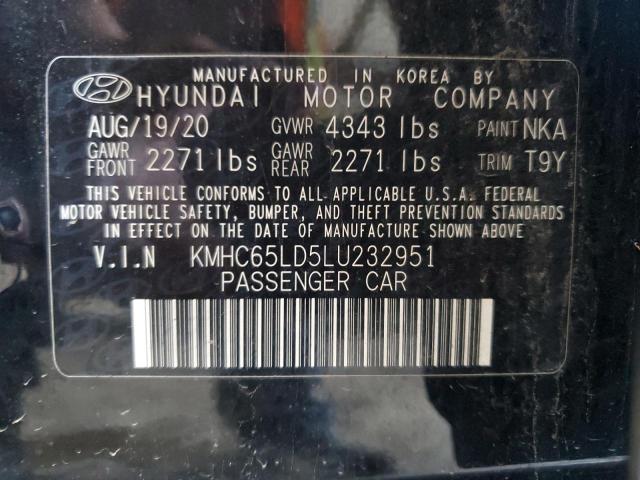 MANUFACTURED IN KOREA BY
HYUNDAI MOTOR COMPANY
AUG/19/20 GVWR 4343 lbs PAINT NKA
GAWR FRONT 2271 lbs GAWR REAR 2271 lbs TRIM T9Y
THIS VEHICLE CONFORMS TO ALL APPLICABLE U.S.A. FEDERAL
MOTOR VEHICLE SAFETY, BUMPER, AND THEFT PREVENTION STANDARDS
IN EFFECT ON THE DATE OF MANUFACTURE SHOWN ABOVE.
V.I.N KMHC65LD5LU232951
PASSENGER CAR